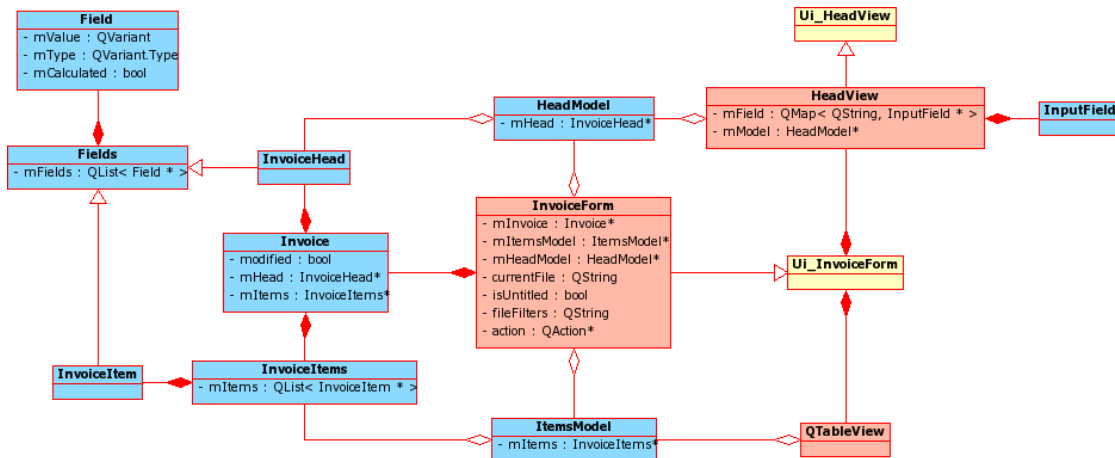 Field
- mValue : QVariant
- mType : QVariant.Type
- mCalculated : bool
Ui_HeadView
HeadModel
- mHead : InvoiceHead*
HeadView
- mField : QMap< QString, InputField * >
- mModel : HeadModel*
InputField
Fields
- mFields : QList< Field * >
InvoiceHead
InvoiceForm
- mInvoice : Invoice*
- mItemsModel : ItemsModel*
- mHeadModel : HeadModel*
- currentFile : QString
- isUntitled : bool
- fileFilters : QString
- action : QAction*
Invoice
- modified : bool
- mHead : InvoiceHead*
- mItems : InvoiceItems*
Ui_InvoiceForm
InvoiceItem
InvoiceItems
- mItems : QList< InvoiceItem * >
ItemsModel
- mItems : InvoiceItems*
QTableView